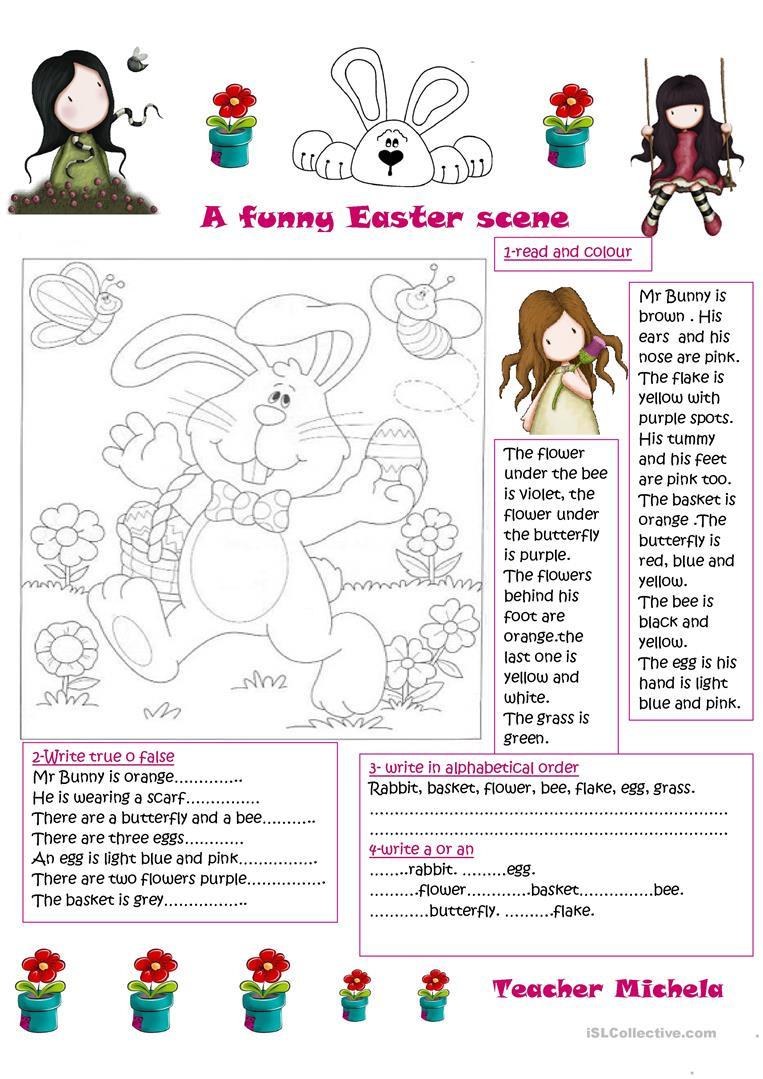 A funny Easter scene
1-read and colour
Mr Bunny is
brown . His
ears and his
nose are pink.
The flake is
yellow with
purple spots.
His tummy
and his feet
are pink too.
The basket is
orange .The
butterfly is
red, blue and
yellow.
The bee is
black and
yellow.
The egg is his
hand is light
blue and pink.
The flower
under the bee
is violet, the
flower under
the butterfly
is purple.
The flowers
behind his
foot are
orange.the
last one is
yellow and
white.
The grass is
green.
2-Write true o false
Mr Bunny is orange…………..
He is wearing a scarf……………
There are a butterfly and a bee………..
There are three eggs…………
An egg is light blue and pink…………….
There are two flowers purple…………….
The basket is grey……………..
3- write in alphabetical order
Rabbit, basket, flower, bee, flake, egg, grass.
……………………………………………………………………………
……………………………………………………………………………
4-write a or an
……..rabbit. ………egg.
……….flower………….basket……………bee.
…………butterfly. ……….flake.
Teacher Michela
iSLCollective.com